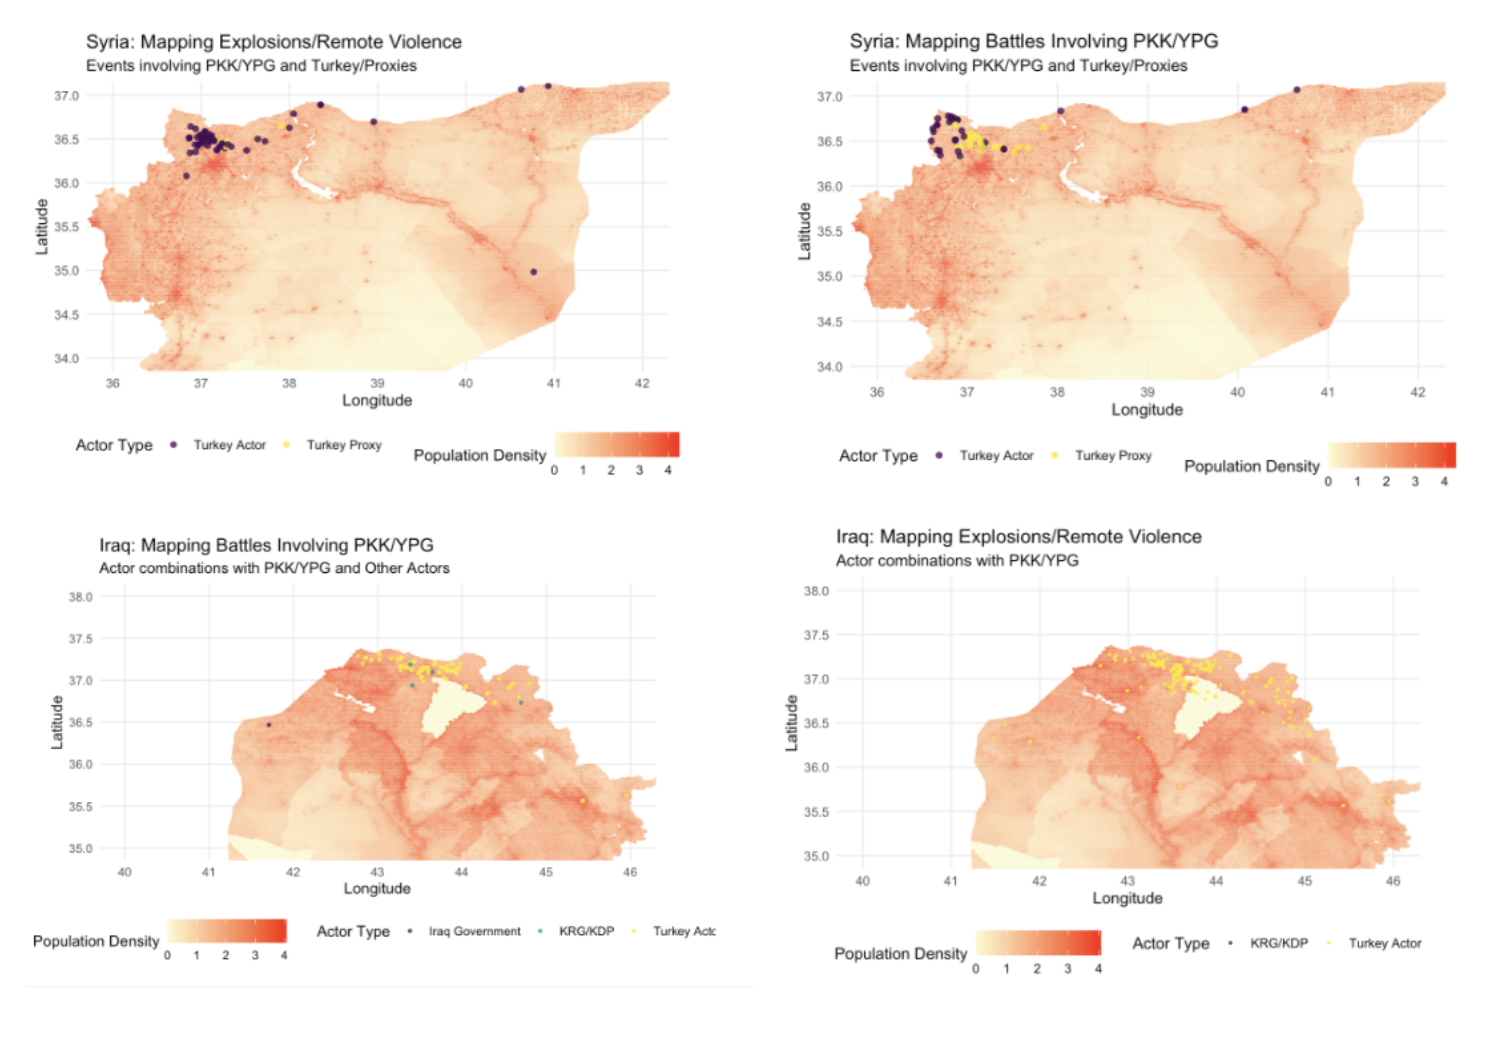 Syria: Mapping Explosions/Remote Violence
Events involving PKK/YPG and Turkey/Proxies
37.0
36.5
36.0
35.5
35.0
34.5
34.0
Latitude
36 37 38 39 40 41 42
Longitude
Actor Type Turkey Actor Turkey Proxy
Population Density
0 1 2 3 4
Syria: Mapping Battles Involving PKK/YPG
Events involving PKK/YPG and Turkey/Proxies
37.0
36.5
36.0
35.5
35.0
34.5
34.0
Latitude
36 37 38 39 40 41 42
Longitude
Actor Type Turkey Actor Turkey Proxy
Population Density
0 1 2 3 4
Iraq: Mapping Battles Involving PKK/YPG
Actor combinations with PKK/YPG and Other Actors
38.0
37.5
37.0
36.5
36.0
35.5
35.0
Latitude
40 41 42 43 44 45 46
Longitude
Population Density
0 1 2 3 4
Actor Type Iraq Government KRG/KDP Turkey Actc
Iraq: Mapping Explosions/Remote Violence
Actor combinations with PKK/YPG
38.0
37.5
37.0
36.5
36.0
35.5
35.0
Latitude
40 41 42 43 44 45 46
Longitude
Population Density
0 1 2 3 4
Actor Type KRG/KDP Turkey Actor